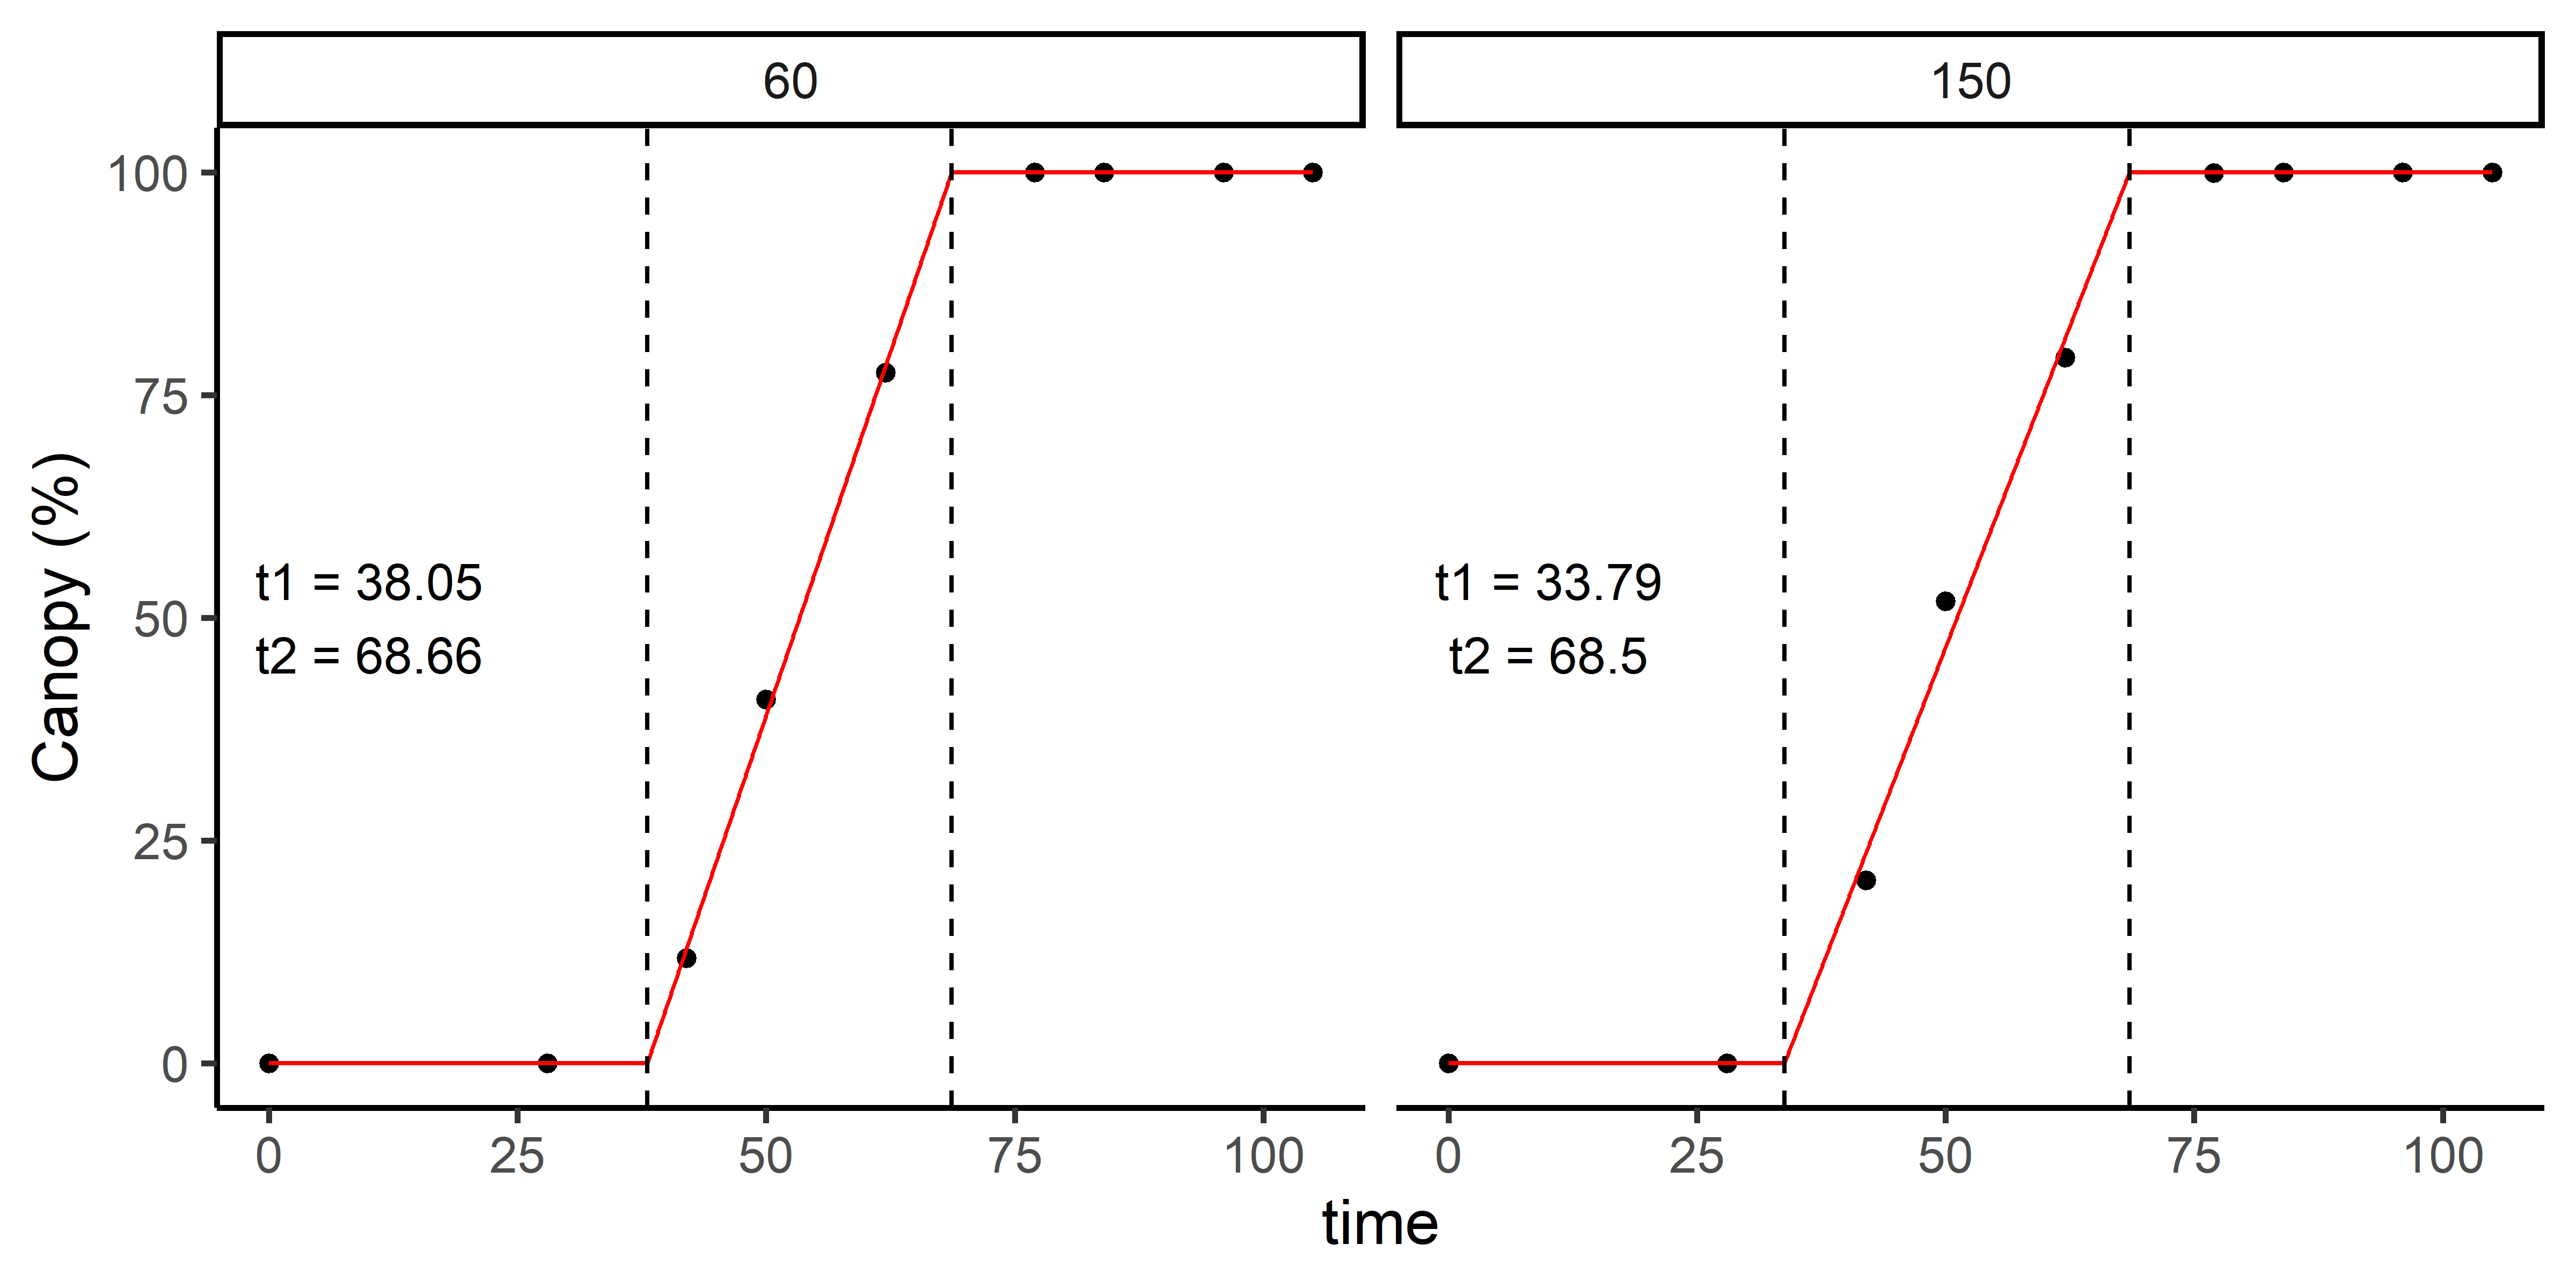 60
150
100
75
50
25
0
Canopy (%)
t1 = 38.05
t2 = 68.66
t1 = 33.79
t2 = 68.5
0 25 50 75 100
0 25 50 75 100
time